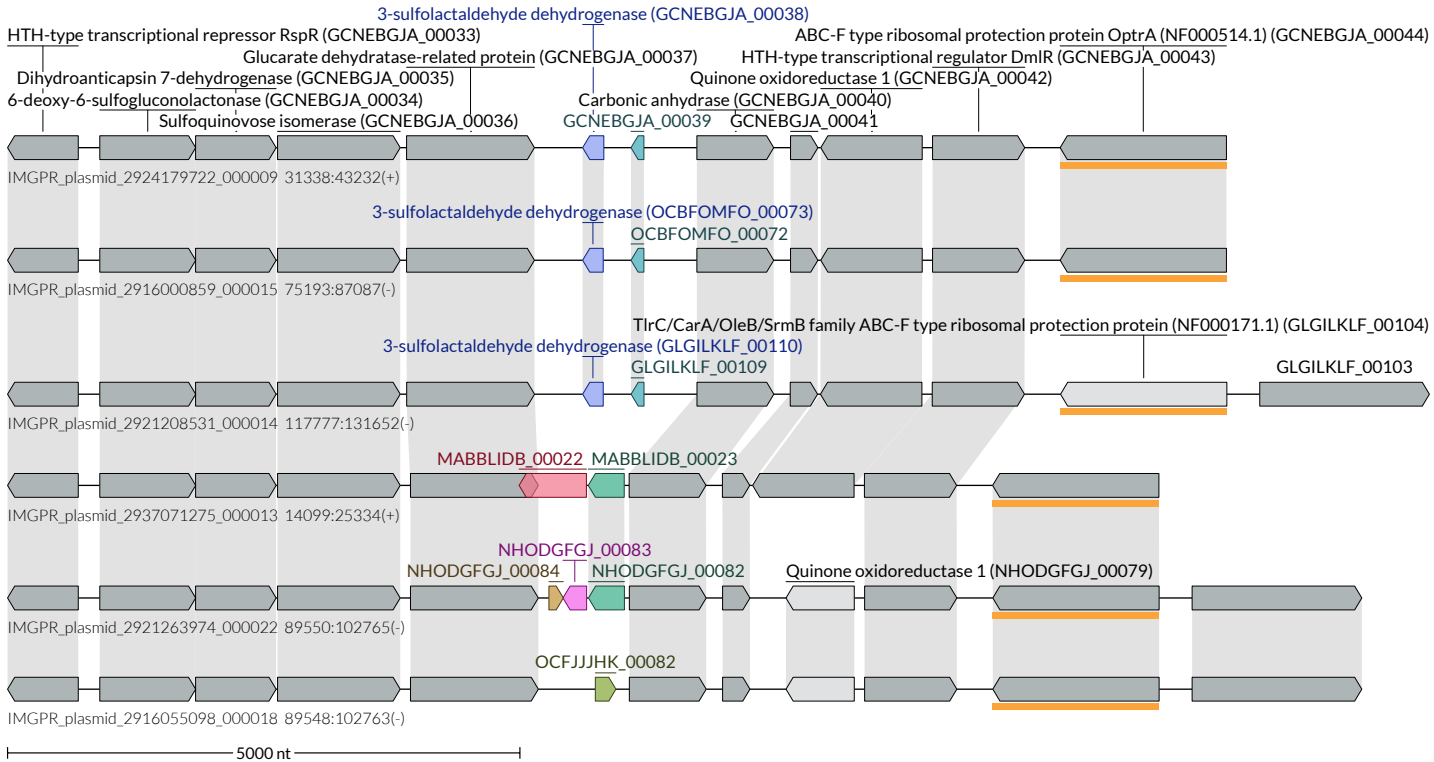 3-sulfolactaldehyde dehydrogenase (GCNEBGJA_00038)
HTH-type transcriptional repressor RspR (GCNEBGJA_00033)
ABC-F type ribosomal protection protein OptrA (NF000514.1) (GCNEBGJA_00044)
Glucarate dehydratase-related protein (GCNEBGJA_00037)
HTH-type transcriptional regulator DmlR (GCNEBGJA_00043)
Dihydroanticapsin 7-dehydrogenase (GCNEBGJA_00035)
Quinone oxidoreductase 1 (GCNEBGJA_00042)
6-deoxy-6-sulfogluconolactonase (GCNEBGJA_00034)
Carbonic anhydrase (GCNEBGJA_00040)
Sulfoquinovose isomerase (GCNEBGJA_00036)
GCNEBGJA_00039
GCNEBGJA_00041
IMGPR_plasmid_2924179722_000009 31338:43232(+)
3-sulfolactaldehyde dehydrogenase (OCBFOMFO_00073)
OCBFOMFO_00072
IMGPR_plasmid_2916000859_000015 75193:87087(-)
TlrC/CarA/OleB/SrmB family ABC-F type ribosomal protection protein (NF000171.1) (GLGILKLF_00104)
3-sulfolactaldehyde dehydrogenase (GLGILKLF_00110)
GLGILKLF_00109
GLGILKLF_00103
IMGPR_plasmid_2921208531_000014 117777:131652(-)
MABBLIDB_00022
MABBLIDB_00023
IMGPR_plasmid_2937071275_000013 14099:25334(+)
NHODGFGJ_00083
NHODGFGJ_00084
NHODGFGJ_00082
Quinone oxidoreductase 1 (NHODGFGJ_00079)
IMGPR_plasmid_2921263974_000022 89550:102765(-)
OCFJJJHK_00082
IMGPR_plasmid_2916055098_000018 89548:102763(-)
5000 nt